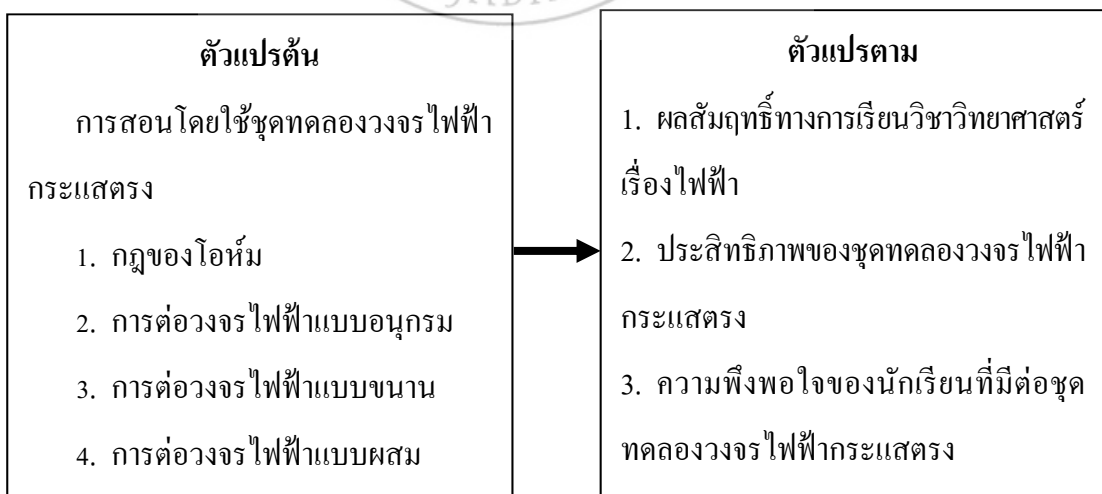 ตัวแปรต้น
การสอนโดยใช้ชุดทดลองวงจรไฟฟ้า
กระแสตรง
1. กฎของโอห์ม
2. การต่อวงจรไฟฟ้าแบบอนุกรม
3. การต่อวงจรไฟฟ้าแบบขนาน
4. การต่อวงจรไฟฟ้าแบบผสม
ตัวแปรตาม
1. ผลสัมฤทธิ์ทางการเรียนวิชาวิทยาศาสตร์
เรื่องไฟฟ้า
2. ประสิทธิภาพของชุดทดลองวงจรไฟฟ้า
กระแสตรง
3. ความพึงพอใจของนักเรียนที่มีต่อชุด
ทดลองวงจรไฟฟ้ากระแสตรง